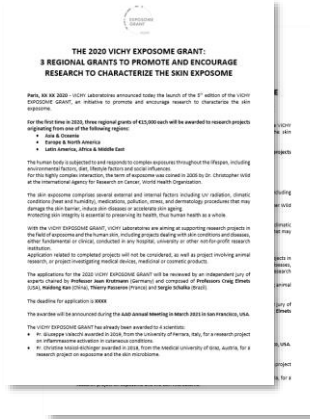 EXPOSOME
GRANT
THE 2020 VICHY EXPOSOME GRANT:
3 REGIONAL GRANTS TO PROMOTE AND ENCOURAGE
RESEARCH TO CHARACTERIZE THE SKIN EXPOSOME
Paris, XX XX 2020 - VICHY Laboratories announced today the launch of the edition of the VICHY
EXPOSOME GRANT, an initiative to promote and encourage research to characterize the skin
exposome.
For the first time in 2020, three regional grants of €15,000 each will be awarded to research projects
originating from one of the following regions:
• Asia & Oceania
• Europe & North America
• Latin America, Africa & Middle East
The human body is subjected to and responds to complex exposures throughout the lifespan, including
environmental factors, diet, lifestyle factors and social influences.
For this highly complex interaction, the term of exposome was coined in 2005 by Dr. Christopher Wild
at the International Agency for Research on Cancer, World Health Organization.
The skin exposome comprises several external and internal factors including UV radiation, climatic
conditions (heat and humidity), medications, pollution, stress, and dermatology procedures that may
damage the skin barrier, induce skin diseases or accelerate skin ageing.
Protecting skin integrity is essential to preserving its health, thus human health as a whole.
With the VICHY EXPOSOME GRANT, VICHY Laboratories are aiming at supporting research projects in
the field of exposome and the human skin, including projects dealing with skin conditions and diseases,
either fundamental or clinical, conducted in any hospital, university or other not-for-profit research
institution.
Application related to completed projects will not be considered, as well as project involving animal
research, or project investigating medical devices, medicinal or cosmetic products.
The applications for the 2020 VICHY EXPOSOME GRANT will be reviewed by an independent jury of
experts chaired by Professor Jean Krutmann (Germany) and composed of Professors Craig Elmets
(USA), Haidong Kan (China), Thierry Passeron (France) and Sergio Schalka (Brazil).
The deadline for application is XXXX
The awardee will be announced during the AAD Annual Meeting in March 2021 in San Francisco, USA.
The VICHY EXPOSOME GRANT has already been awarded to 4 scientists:
• Pr. Giuseppe Valacchi awarded in 2018, from the University of Ferrara, Italy, for a research project
on inflammasome activation in cutaneous conditions
• Pr. Christine Moissl-Eichinger awarded in 2018, from the Medical University of Graz, Austria, for a
research project on exposome and the skin microbiome.